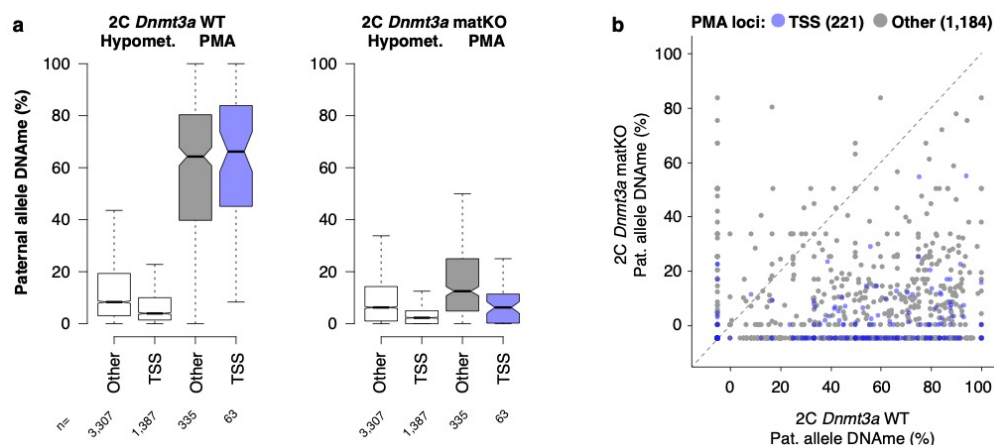 a
2C Dnmt3a WT
Hypomet. PMA
Paternal allele DNAme (%)
100
80
60
40
20
0
Other
TSS
Other
TSS
n=
3,307
1,387
335
63
2C Dnmt3a matKO
Hypomet. PMA
100
80
60
40
20
0
Other
TSS
Other
TSS
3,307
1,387
335
63
b
PMA loci: TSS (221) Other (1,184)
2C Dnmt3a matKO
Pat. allele DNAme (%)
100
80
60
40
20
0
0 20 40 60 80 100
2C Dnmt3a WT
Pat. allele DNAme (%)